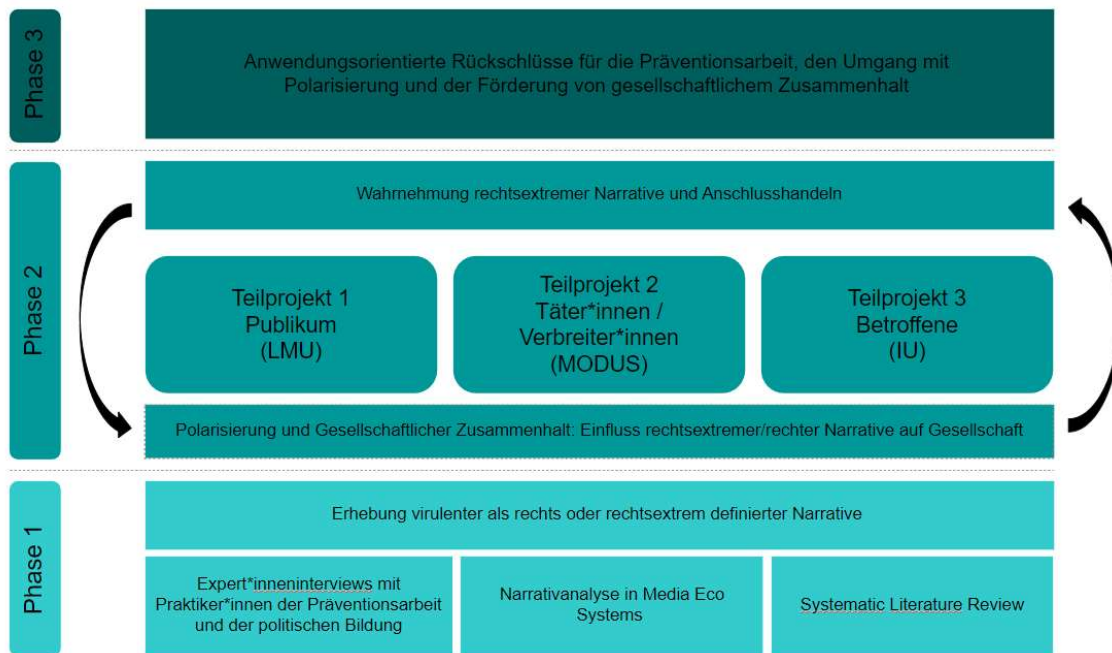 Phase 3
Anwendungsorientierte Rückschlüsse für die Präventionsarbeit, den Umgang mit
Polarisierung und der Förderung von gesellschaftlichem Zusammenhalt
Phase 2
Wahrnehmung rechtsextremer Narrative und Anschlusshandeln
Teilprojekt 1
Publikum
(LMU)
Teilprojekt 2
Täter*innen /
Verbreiter*innen
(MODUS)
Teilprojekt 3
Betroffene
(IU)
Polarisierung und Gesellschaftlicher Zusammenhalt: Einfluss rechtsextremer/rechter Narrative auf Gesellschaft
Phase 1
Erhebung virulenter als rechts oder rechtsextrem definierter Narrative
Expert*inneninterviews mit
Praktiker*innen der Präventionsarbeit
und der politischen Bildung
Narrativanalyse in Media Eco
Systems
Systematic Literature Review